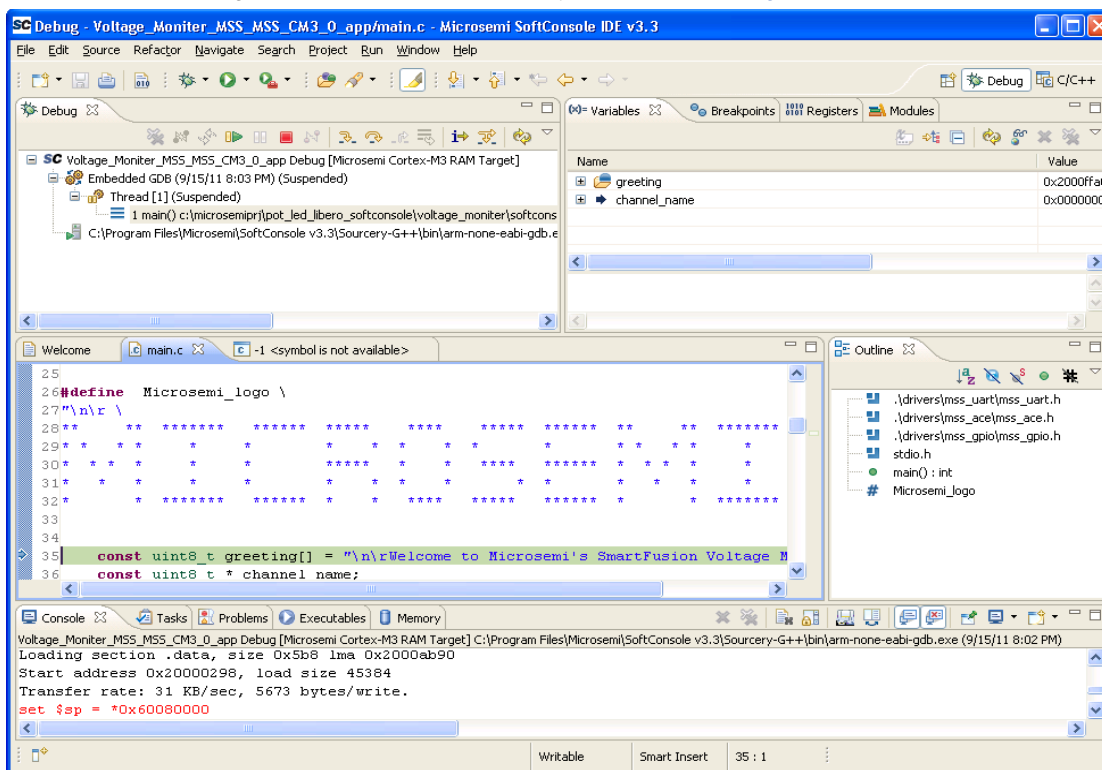 SC Debug - Voltage_Moniter_MSS_MSS_CM3_0_app/main.c - Microsemi SoftConsole IDE v3.3
File Edit Source Refactor Navigate Search Project Run Window Help
Debug C/C++
Debug
(x)= Variables Breakpoints Registers Modules
SC Voltage_Moniter_MSS_MSS_CM3_0_app Debug [Microsemi Cortex-M3 RAM Target]
Embedded GDB (9/15/11 8:03 PM) (Suspended)
Thread [1] (Suspended)
1 main() c:\microsemiprj\pot_led_libero_softconsole\voltage_moniter\softcons
C:\Program Files\Microsemi\SoftConsole v3.3\Sourcery-G++\bin\arm-none-eabi-gdb.e
Name Value
greeting 0x2000ffa
channel_name 0x0000000
Welcome main.c -1 <symbol is not available>
25
26 #define Microsemi_logo \
27 "\n\r \
28 ** ** ******* ****** ***** **** ***** ****** ** ** *******
29 * * * * * * * * * * * * * * * * *
30 * * * * * * ***** * * **** ****** * * * * *
31 * * * * * * * * * * * * * * *
32 * * ******* ****** * * **** ***** ****** * * *******
33
34
35 const uint8_t greeting[] = "\n\rWelcome to Microsemi's SmartFusion Voltage M
36 const uint8_t * channel_name;
Outline
.\drivers\mss_uart\mss_uart.h
.\drivers\mss_ace\mss_ace.h
.\drivers\mss_gpio\mss_gpio.h
stdio.h
main() : int
# Microsemi_logo
Console Tasks Problems Executables Memory
Voltage_Moniter_MSS_MSS_CM3_0_app Debug [Microsemi Cortex-M3 RAM Target] C:\Program Files\Microsemi\SoftConsole v3.3\Sourcery-G++\bin\arm-none-eabi-gdb.exe (9/15/11 8:02 PM)
Loading section .data, size 0x5b8 lma 0x2000ab90
Start address 0x20000298, load size 45384
Transfer rate: 31 KB/sec, 5673 bytes/write.
set $sp = *0x60080000
Writable Smart Insert 35 : 1